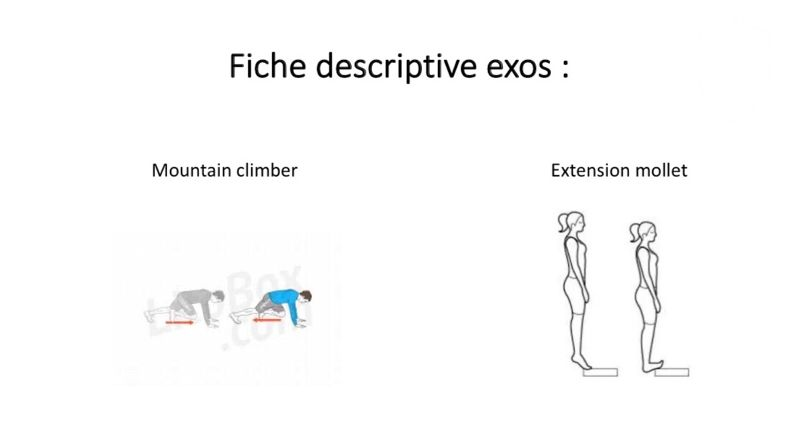 Fiche descriptive exos :
Mountain climber
Extension mollet